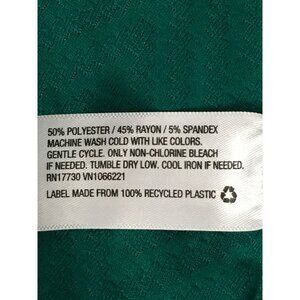 50% POLYESTER / 45% RAYON / 5% SPANDEX
MACHINE WASH COLD WITH LIKE COLORS.
GENTLE CYCLE. ONLY NON-CHLORINE BLEACH
IF NEEDED. TUMBLE DRY LOW. COOL IRON IF NEEDED.
RN17730 VN1066221
LABEL MADE FROM 100% RECYCLED PLASTIC